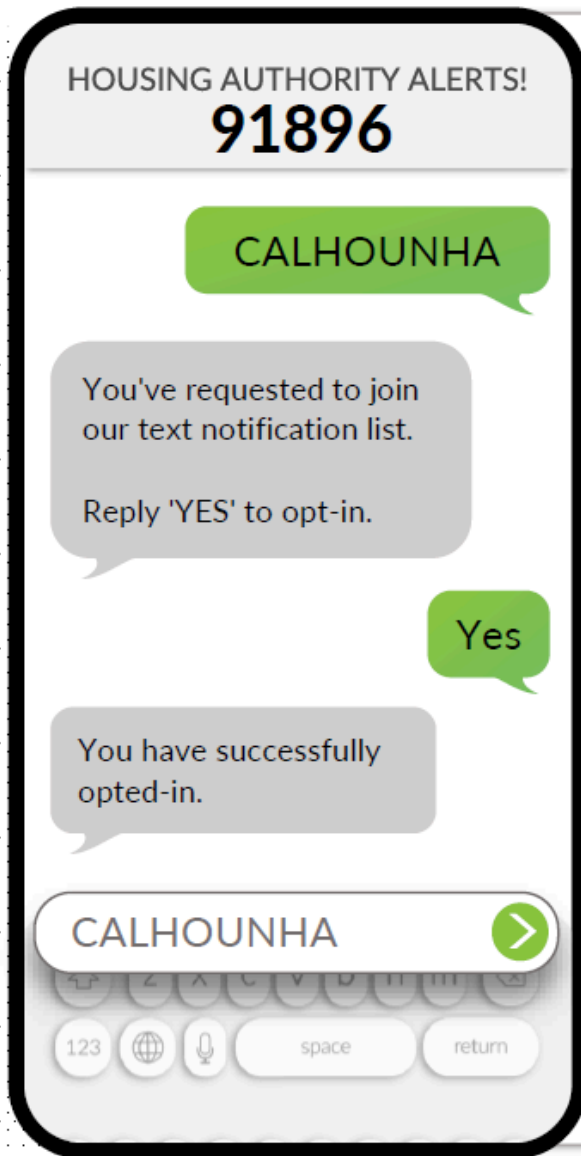 HOUSING AUTHORITY ALERTS!
91896
CALHOUNHA
You've requested to join
our text notification list.
Reply 'YES' to opt-in.
Yes
You have successfully
opted-in.
CALHOUNHA
z x c v b n m
123 space return